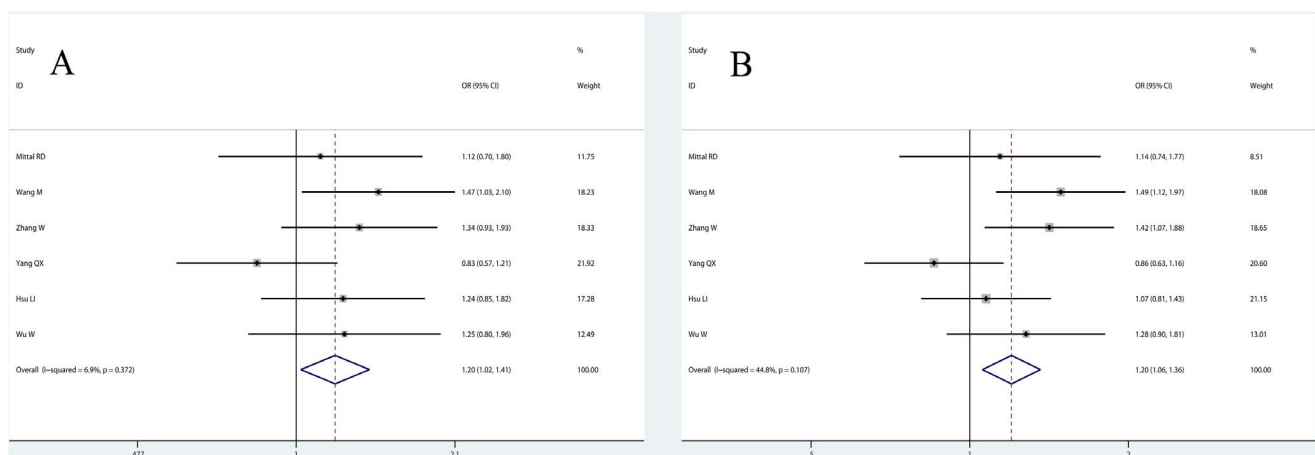 A
Study %
ID OR (95% CI) Weight
Mittal RD 1.12 (0.70, 1.80) 11.75
Wang M 1.47 (1.03, 2.10) 18.23
Zhang W 1.34 (0.93, 1.93) 18.33
Yang QX 0.83 (0.57, 1.21) 21.92
Hsu LI 1.24 (0.85, 1.82) 17.28
Wu W 1.25 (0.80, 1.96) 12.49
Overall (I−squared = 6.9%, p = 0.372) 1.20 (1.02, 1.41) 100.00
.477 1 2.1
B
Study %
ID OR (95% CI) Weight
Mittal RD 1.14 (0.74, 1.77) 8.51
Wang M 1.49 (1.12, 1.97) 18.08
Zhang W 1.42 (1.07, 1.88) 18.65
Yang QX 0.86 (0.63, 1.16) 20.60
Hsu LI 1.07 (0.81, 1.43) 21.15
Wu W 1.28 (0.90, 1.81) 13.01
Overall (I−squared = 44.8%, p = 0.107) 1.20 (1.06, 1.36) 100.00
.5 1 2